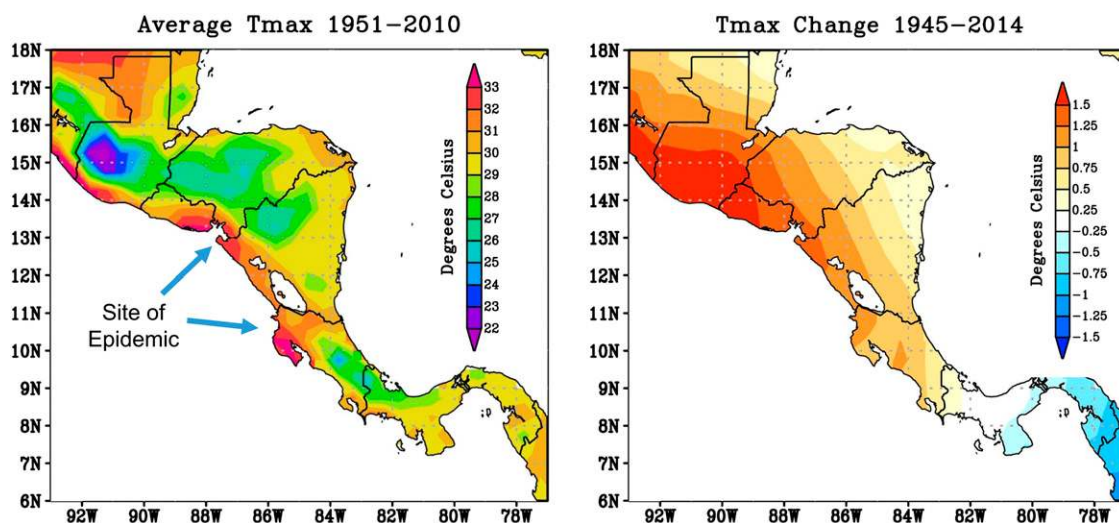 Average Tmax 1951-2010
18N
17N
16N
15N
14N
13N
12N
11N
10N
9N
8N
7N
6N
92W 90W 88W 86W 84W 82W 80W 78W
Site of
Epidemic
33
32
31
30
29
28
27
26
25
24
23
22
Degrees Celsius
Tmax Change 1945-2014
18N
17N
16N
15N
14N
13N
12N
11N
10N
9N
8N
7N
6N
92W 90W 88W 86W 84W 82W 80W 78W
1.5
1.25
1
0.75
0.5
0.25
-0.25
-0.5
-0.75
-1
-1.25
-1.5
Degrees Celsius